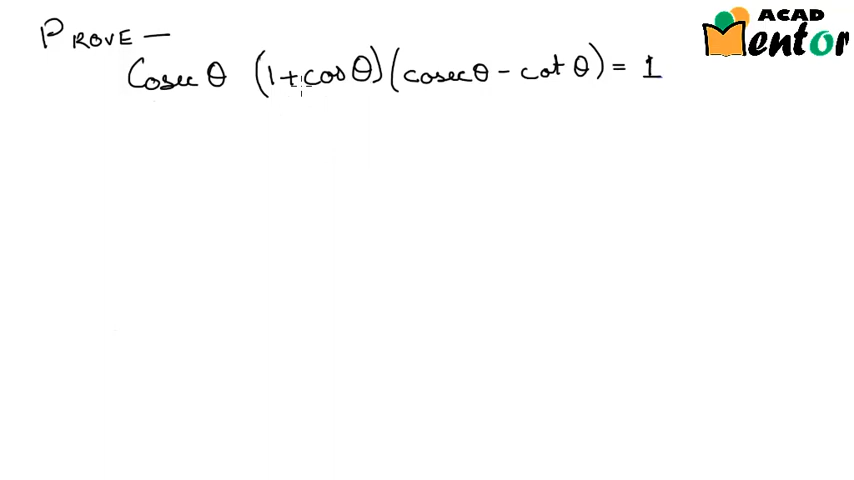 PROVE —
Cosec θ (1+cos θ)(cosec θ - cot θ) = 1
ACAD
Mentor